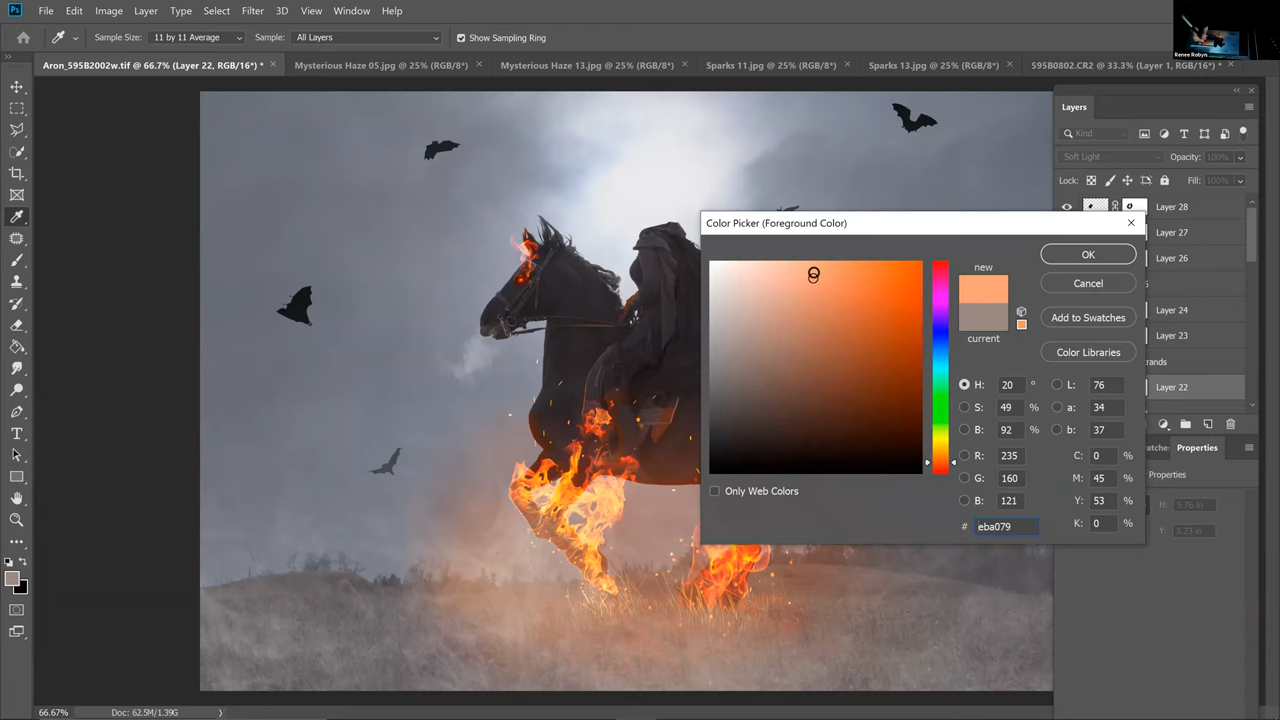 Ps File Edit Image Layer Type Select Filter 3D View Window Help
Renee Robyn
Sample Size: 11 by 11 Average Sample: All Layers Show Sampling Ring
Aron_595B2002w.tif @ 66.7% (Layer 22, RGB/16*) * × Mysterious Haze 05.jpg @ 25% (RGB/8*) × Mysterious Haze 13.jpg @ 25% (RGB/8*) × Sparks 11.jpg @ 25% (RGB/8*) × Sparks 13.jpg @ 25% (RGB/8*) × 595B0802.CR2 @ 33.3% (Layer 1, RGB/16*) * ×
Layers
Kind
Soft Light Opacity: 100%
Lock: Fill: 100%
Layer 28
Layer 27
Layer 26
Layer 24
Layer 23
Layer 22
Properties
Properties
5.76 in
Y: 3.23 in
Color Picker (Foreground Color)
new
current
OK
Cancel
Add to Swatches
Color Libraries
H: 20 ° L: 76
S: 49 % a: 34
B: 92 % b: 37
R: 235 C: 0 %
G: 160 M: 45 %
B: 121 Y: 53 %
# eba079 K: 0 %
Only Web Colors
66.67% Doc: 62.5M/1.39G